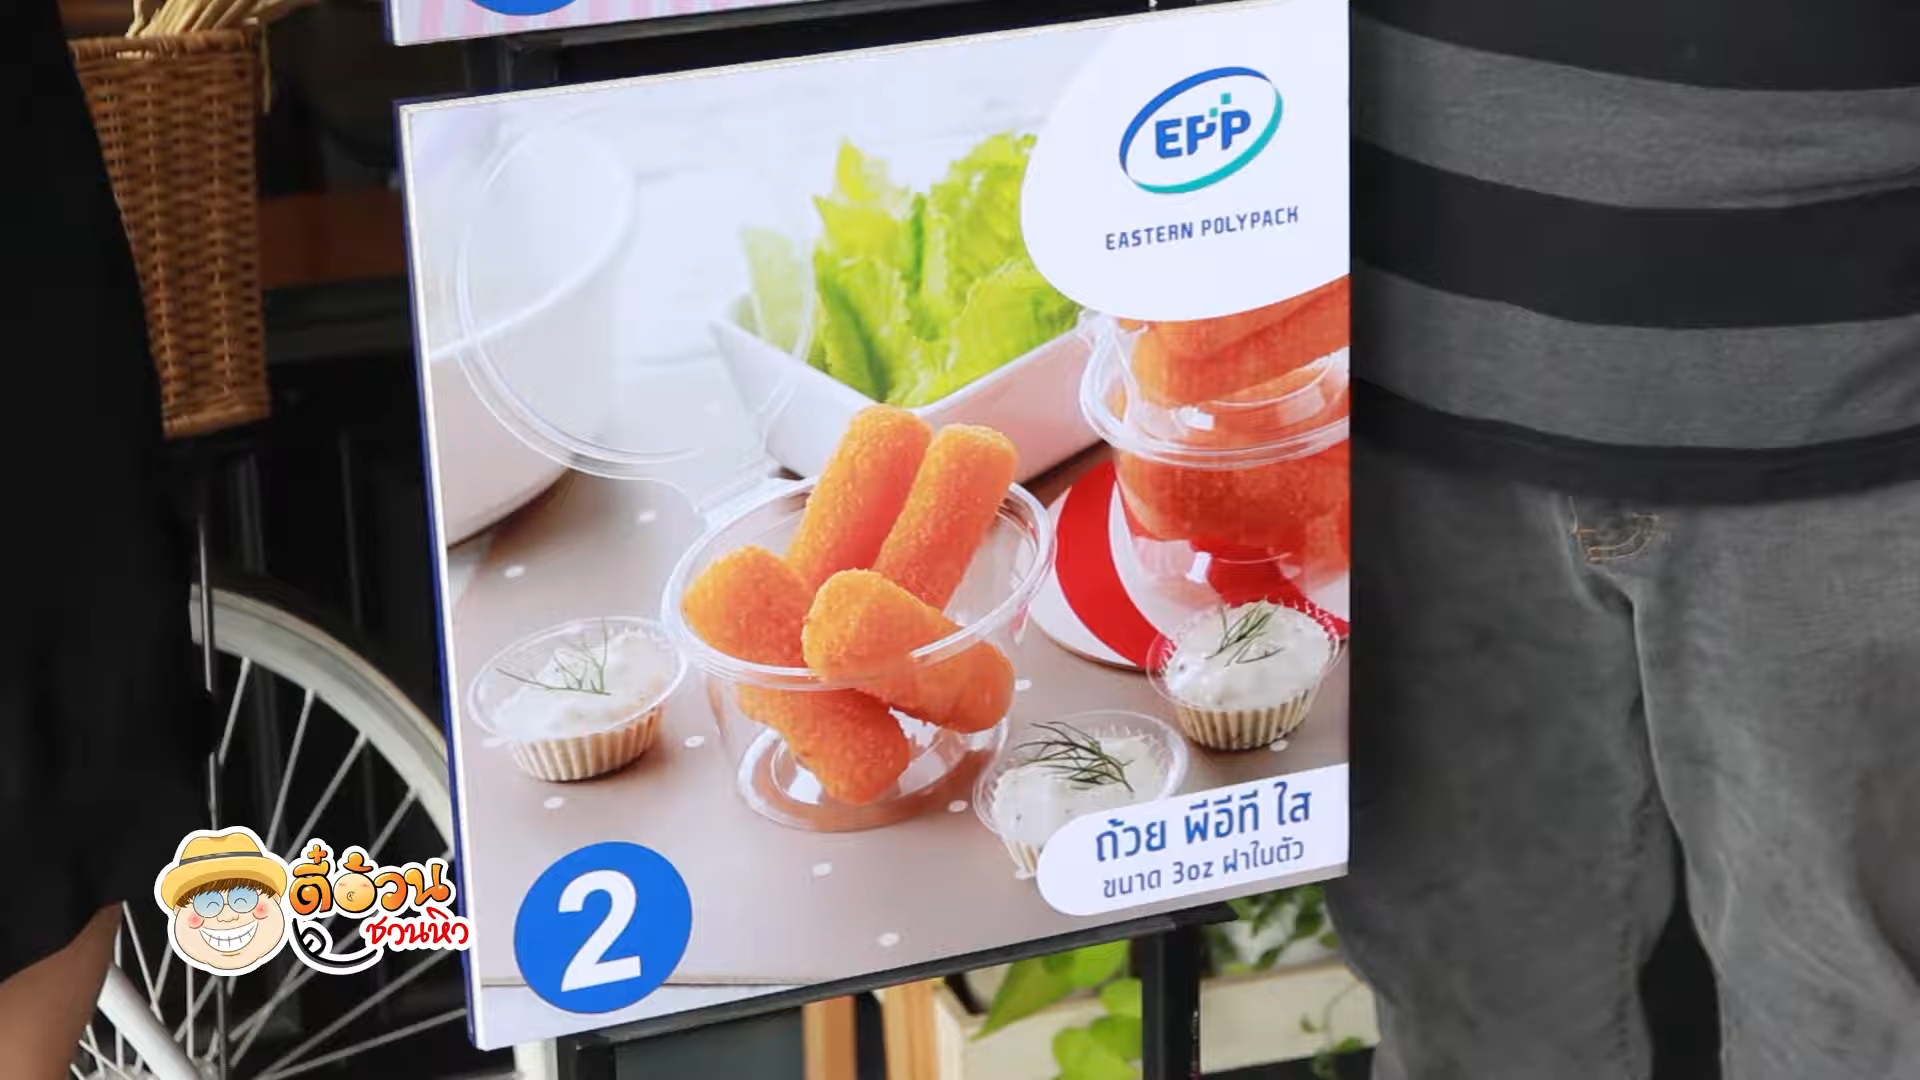 EPP
EASTERN POLYPACK
ถ้วย พีอีที ใส
ขนาด 3oz ฝาในตัว
2
ตี๋อ้วน
ชวนหิว